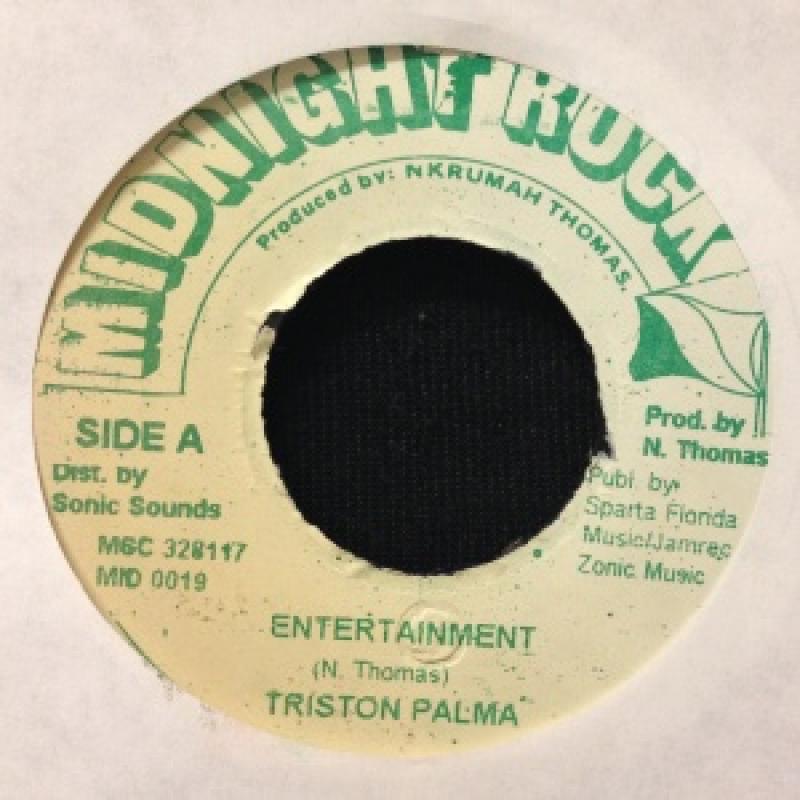 MIDNIGHT ROCK
Produced by: NKRUMAH THOMAS.
SIDE A
Dist. by
Sonic Sounds
MSC 328117
MID 0019
Prod. by
N. Thomas
Publ. by:
Sparta Florida
Music/Jamrec
Zonic Music
ENTERTAINMENT
(N. Thomas)
TRISTON PALMA